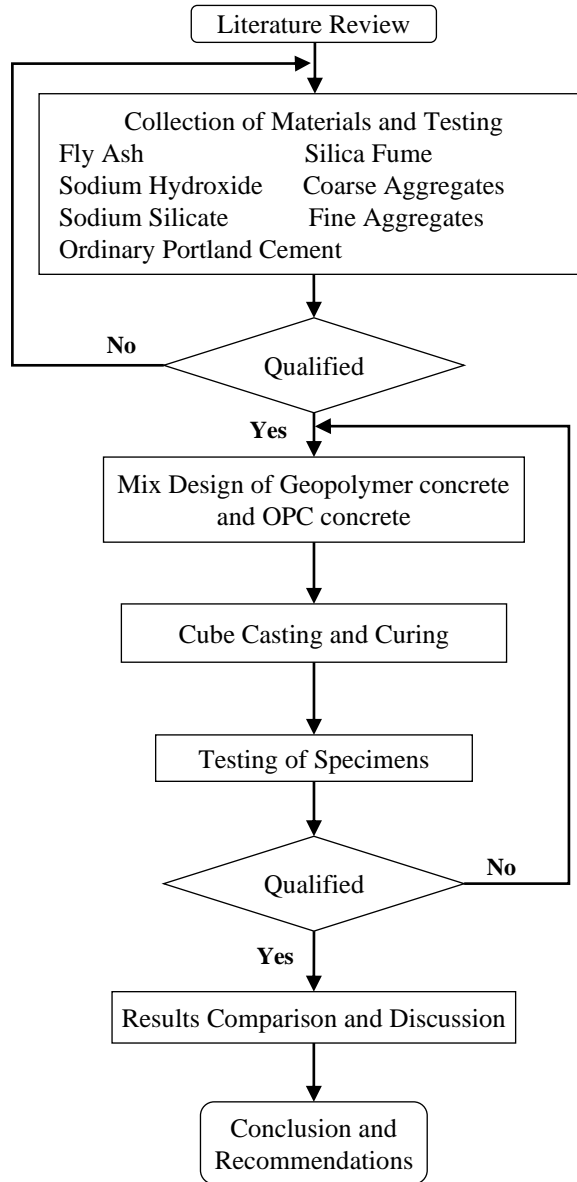 Literature Review
Collection of Materials and Testing
Fly Ash Silica Fume
Sodium Hydroxide Coarse Aggregates
Sodium Silicate Fine Aggregates
Ordinary Portland Cement
No
Qualified
Yes
Mix Design of Geopolymer concrete
and OPC concrete
Cube Casting and Curing
Testing of Specimens
Qualified
No
Yes
Results Comparison and Discussion
Conclusion and
Recommendations